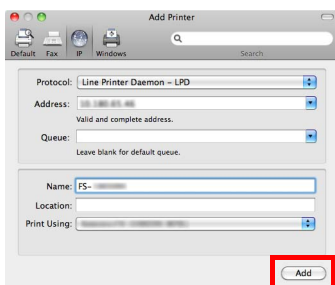 Add Printer
Default Fax IP Windows Search
Protocol: Line Printer Daemon – LPD
Address:
Valid and complete address.
Queue:
Leave blank for default queue.
Name: FS-
Location:
Print Using:
Add